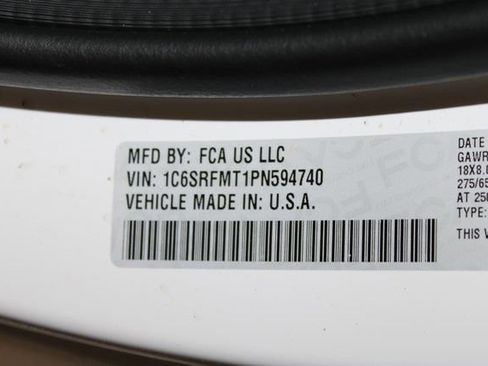 MFD BY: FCA US LLC
VIN: 1C6SRFMT1PN594740
VEHICLE MADE IN: U.S.A.
DATE
GAWR
18X8.0
275/65
AT 250
TYPE:
THIS V